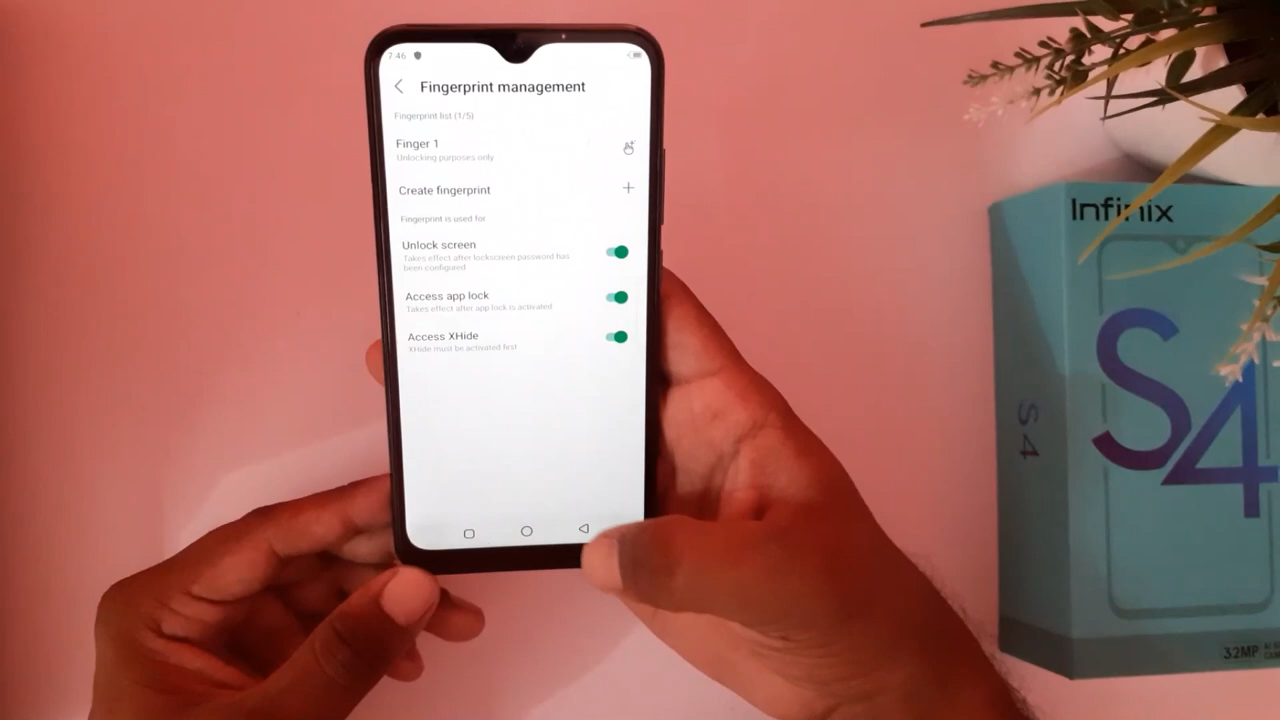 7:46
Fingerprint management
Fingerprint list (1/5)
Finger 1
Unlocking purposes only
Create fingerprint
Fingerprint is used for
Unlock screen
Takes effect after lockscreen password has
been configured
Access app lock
Takes effect after app lock is activated
Access XHide
XHide must be activated first
Infinix
S4
S4
32MP